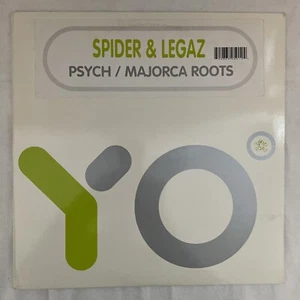 SPIDER & LEGAZ
PSYCH / MAJORCA ROOTS
YO